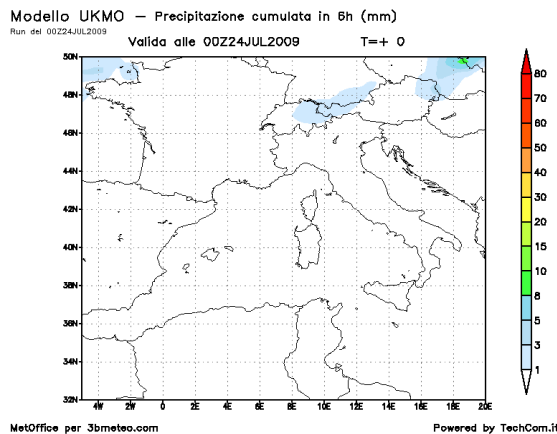 Modello UKMO – Precipitazione cumulata in 6h (mm)
Run del 00Z24JUL2009
Valida alle 00Z24JUL2009 T=+ 0
50N
48N
46N
44N
42N
40N
38N
36N
34N
32N
4W 2W 0 2E 4E 6E 8E 10E 12E 14E 16E 18E 20E
80
70
60
50
40
30
20
15
10
8
5
3
1
MetOffice per 3bmeteo.com Powered by TechCom.it